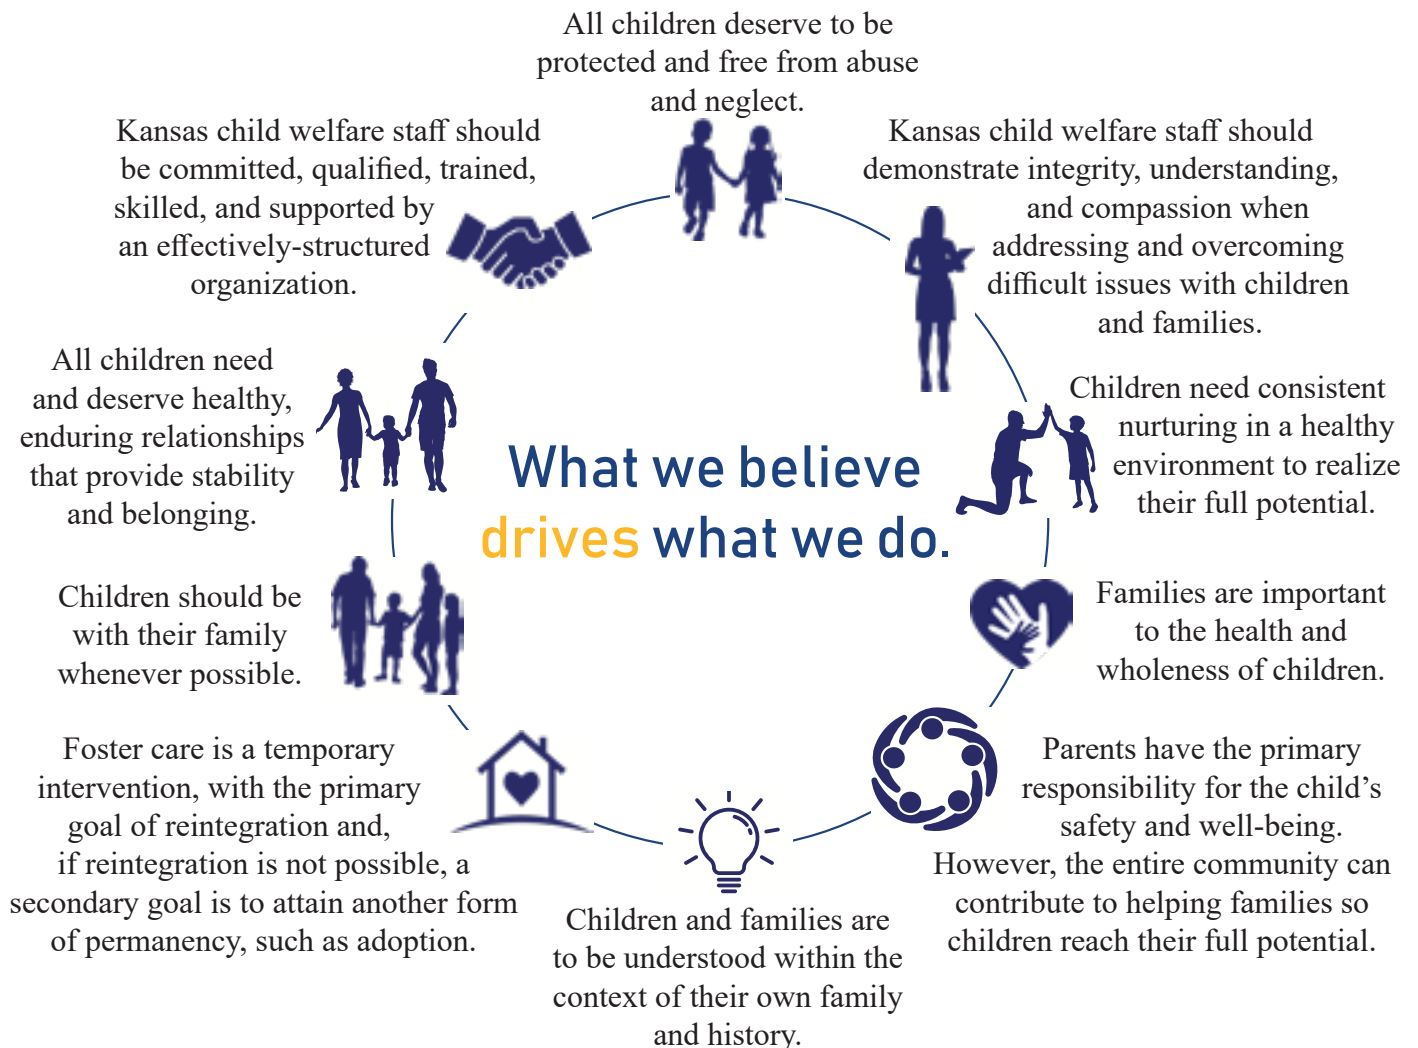 All children deserve to be
protected and free from abuse
and neglect.
Kansas child welfare staff should
demonstrate integrity, understanding,
and compassion when
addressing and overcoming
difficult issues with children
and families.
Children need consistent
nurturing in a healthy
environment to realize
their full potential.
Families are important
to the health and
wholeness of children.
Parents have the primary
responsibility for the child’s
safety and well-being.
However, the entire community can
contribute to helping families so
children reach their full potential.
Children and families are
to be understood within the
context of their own family
and history.
Foster care is a temporary
intervention, with the primary
goal of reintegration and,
if reintegration is not possible, a
secondary goal is to attain another form
of permanency, such as adoption.
Children should be
with their family
whenever possible.
All children need
and deserve healthy,
enduring relationships
that provide stability
and belonging.
Kansas child welfare staff should
be committed, qualified, trained,
skilled, and supported by
an effectively-structured
organization.
What we believe
drives what we do.